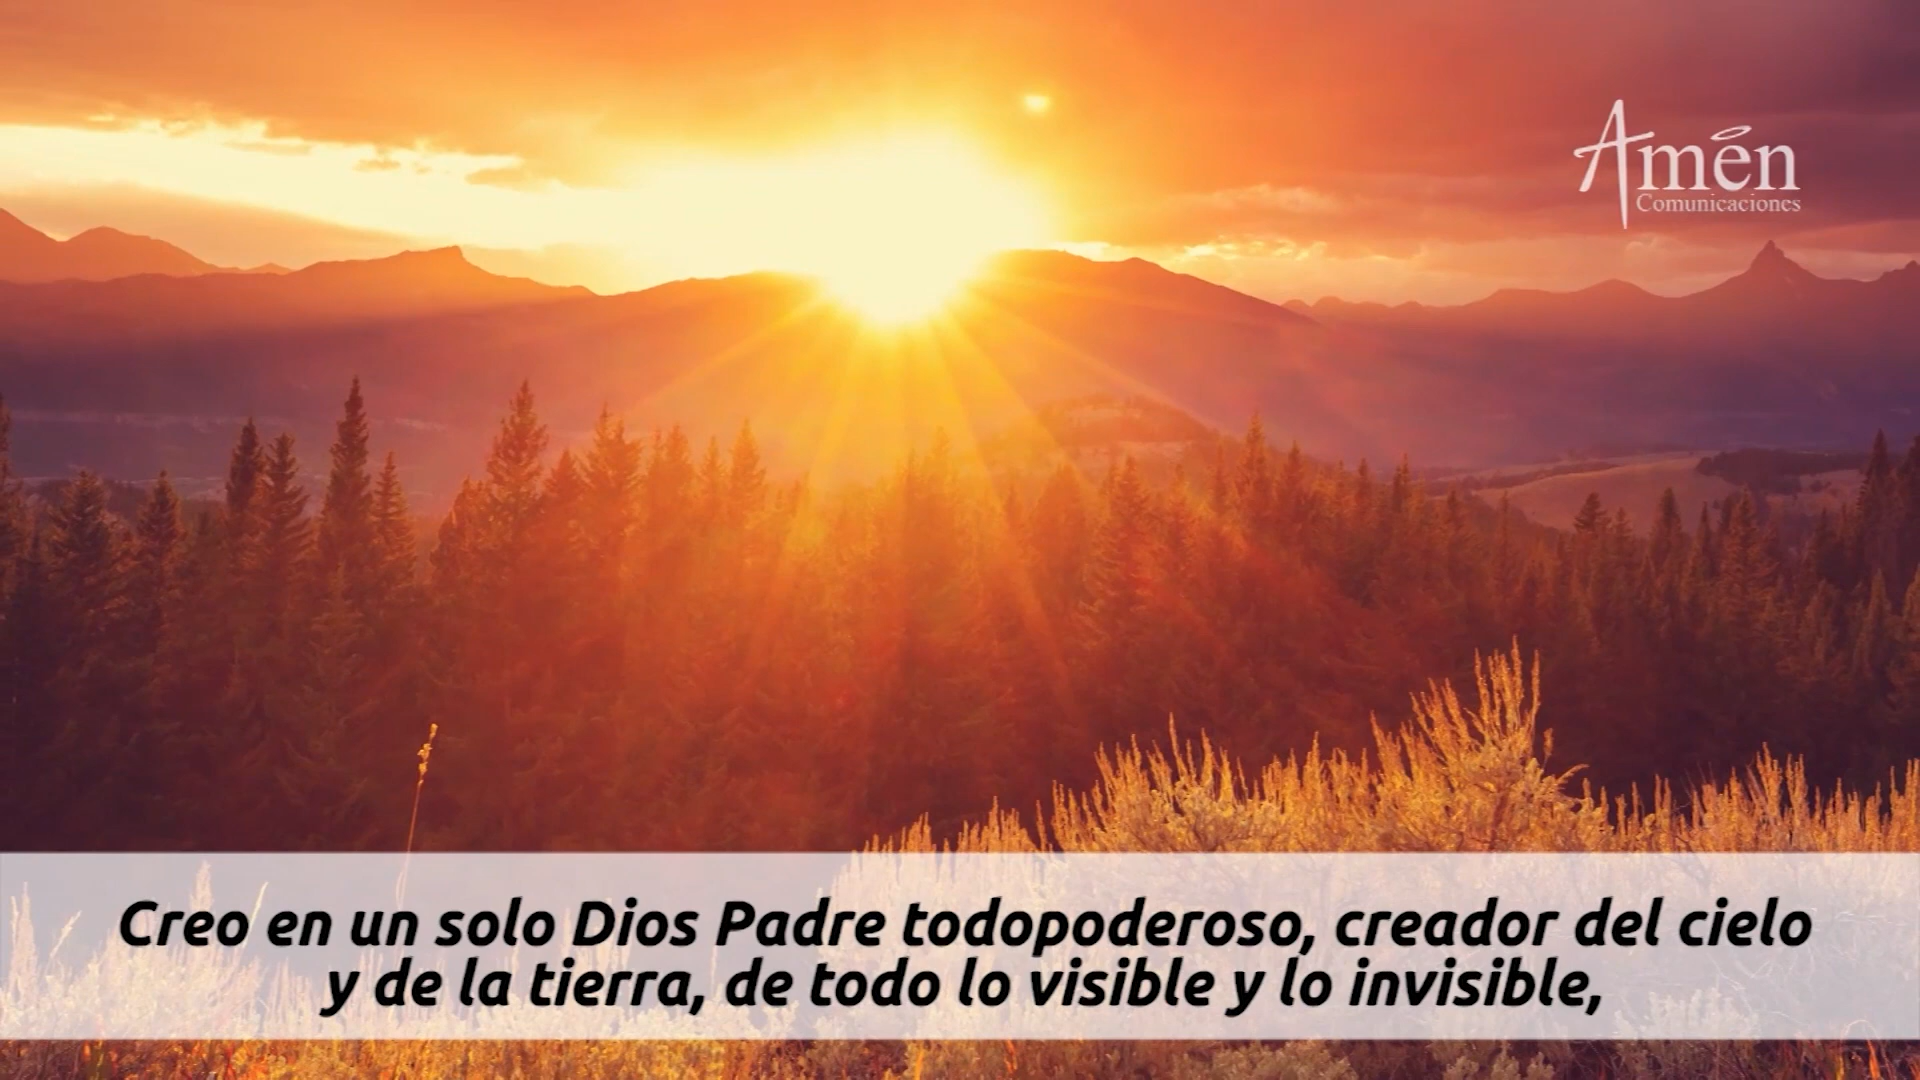 Amén
Comunicaciones
Creo en un solo Dios Padre todopoderoso, creador del cielo
y de la tierra, de todo lo visible y lo invisible,